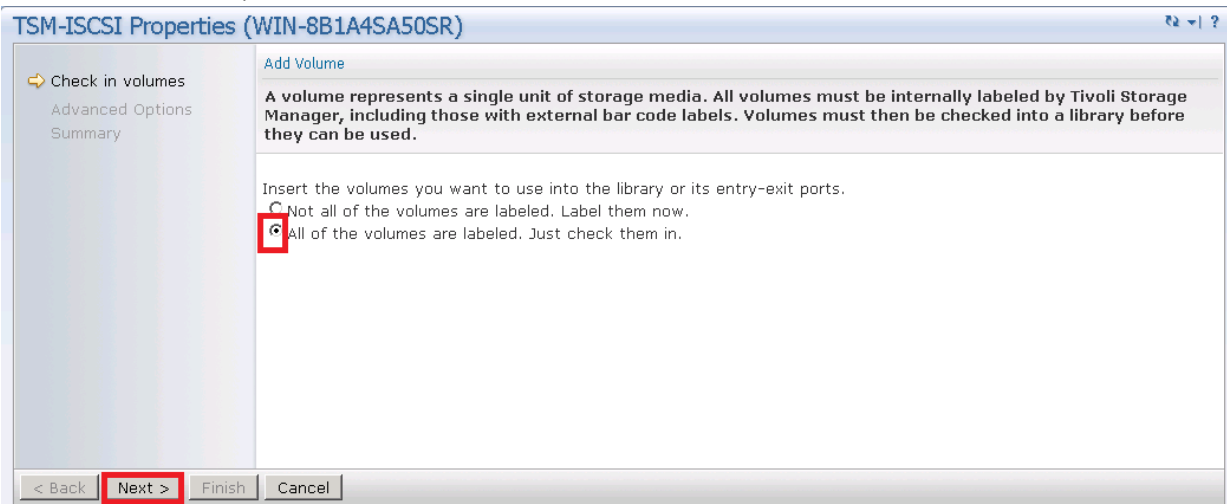 TSM-ISCSI Properties (WIN-8B1A4SA50SR)
?
Check in volumes
Advanced Options
Summary
Add Volume
A volume represents a single unit of storage media. All volumes must be internally labeled by Tivoli Storage
Manager, including those with external bar code labels. Volumes must then be checked into a library before
they can be used.
Insert the volumes you want to use into the library or its entry-exit ports.
Not all of the volumes are labeled. Label them now.
All of the volumes are labeled. Just check them in.
< Back Next > Finish Cancel